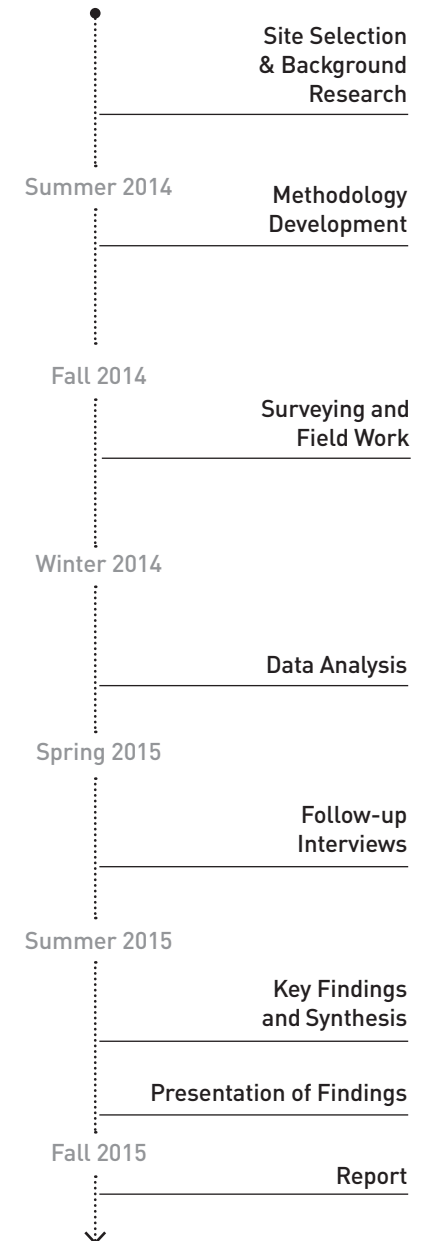 Site Selection
& Background
Research
Summer 2014
Methodology
Development
Fall 2014
Surveying and
Field Work
Winter 2014
Data Analysis
Spring 2015
Follow-up
Interviews
Summer 2015
Key Findings
and Synthesis
Presentation of Findings
Fall 2015
Report